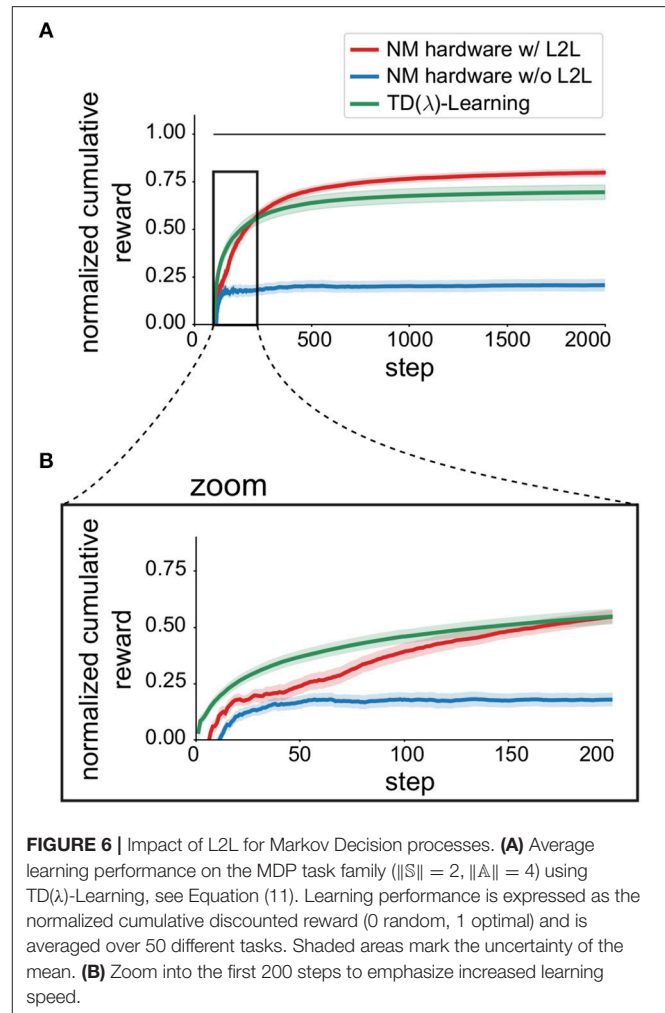 A
NM hardware w/ L2L
NM hardware w/o L2L
TD(λ)-Learning
normalized cumulative
reward
1.00
0.75
0.50
0.25
0.00
0
500
1000
1500
2000
step
B
zoom
normalized cumulative
reward
0.75
0.50
0.25
0.00
50
100
150
200
step
FIGURE 6 | Impact of L2L for Markov Decision processes. (A) Average
learning performance on the MDP task family (‖𝕊‖ = 2, ‖𝔸‖ = 4) using
TD(λ)-Learning, see Equation (11). Learning performance is expressed as the
normalized cumulative discounted reward (0 random, 1 optimal) and is
averaged over 50 different tasks. Shaded areas mark the uncertainty of the
mean. (B) Zoom into the first 200 steps to emphasize increased learning
speed.